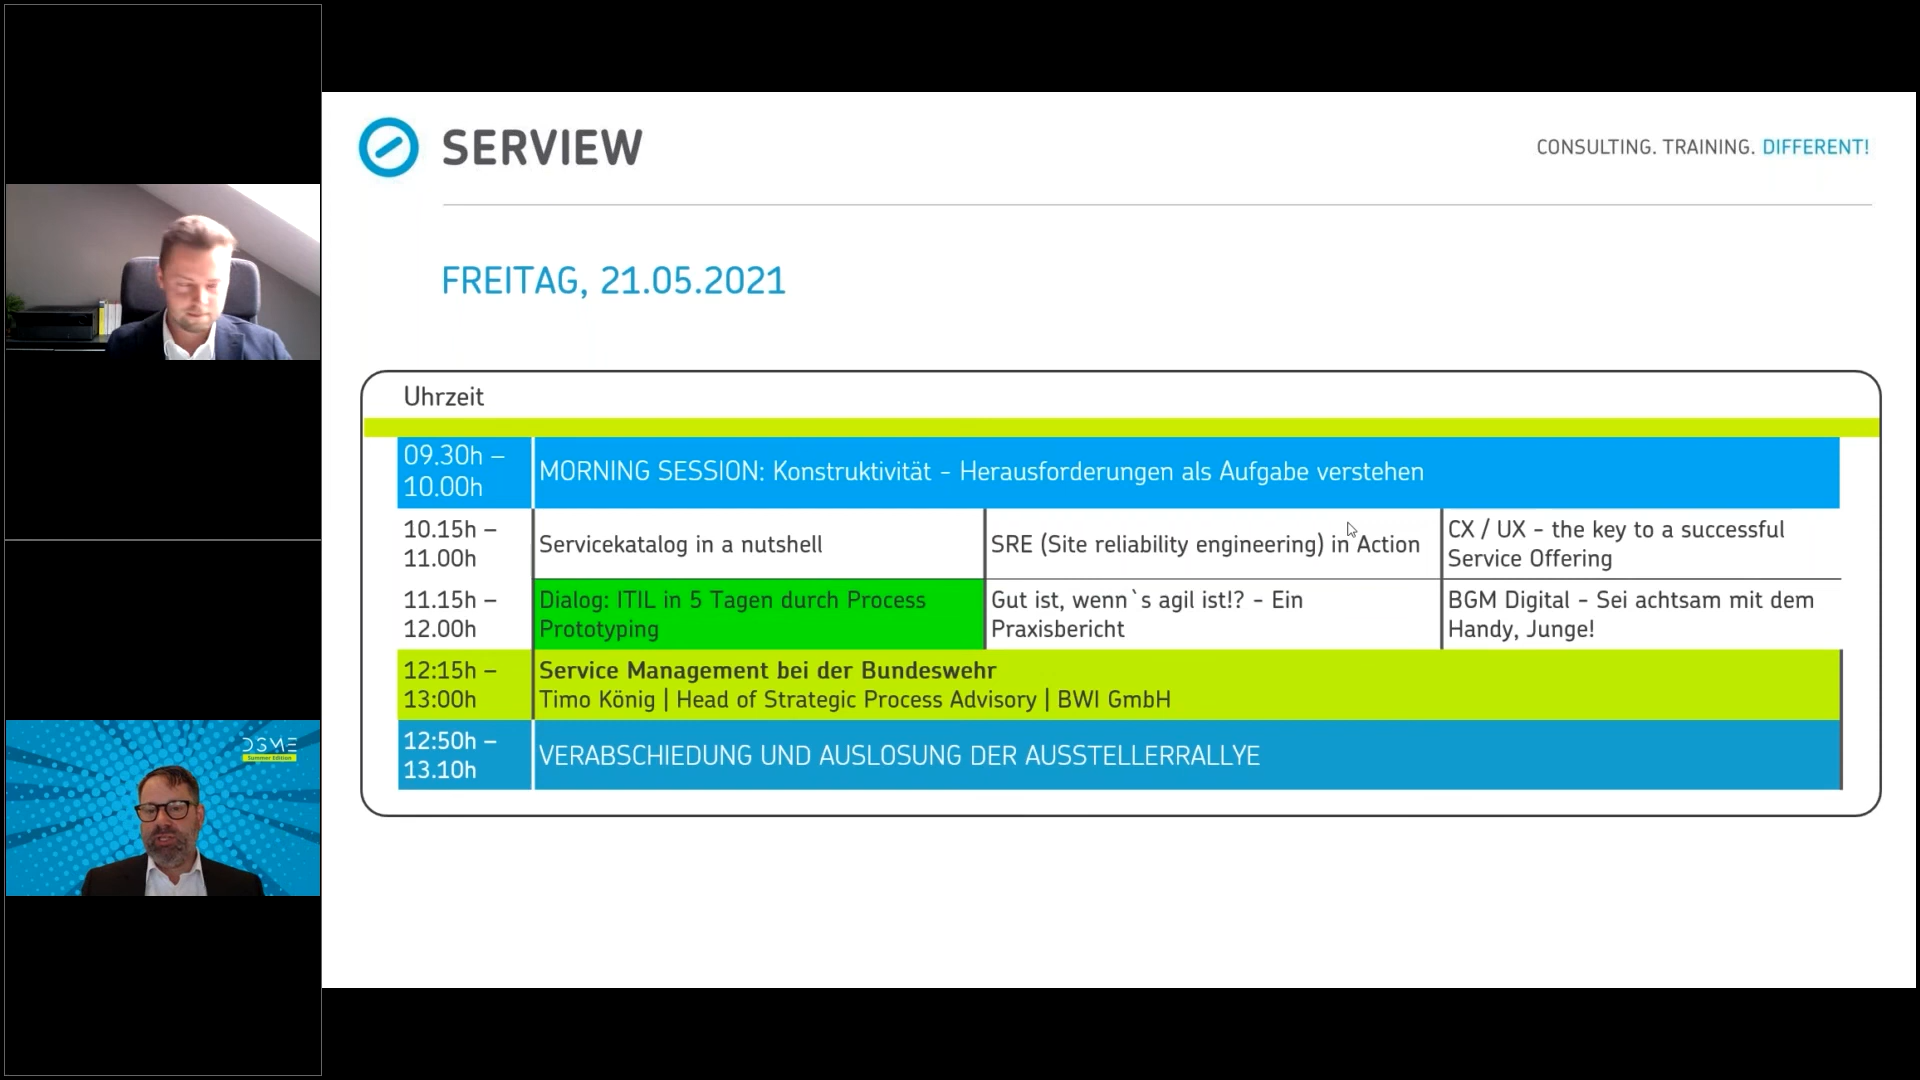 SERVIEW
CONSULTING. TRAINING. DIFFERENT!
FREITAG, 21.05.2021
Uhrzeit
09.30h –
10.00h
MORNING SESSION: Konstruktivität - Herausforderungen als Aufgabe verstehen
10.15h –
11.00h
Servicekatalog in a nutshell
SRE (Site reliability engineering) in Action
CX / UX - the key to a successful
Service Offering
11.15h –
12.00h
Dialog: ITIL in 5 Tagen durch Process
Prototyping
Gut ist, wenn`s agil ist!? - Ein
Praxisbericht
BGM Digital - Sei achtsam mit dem
Handy, Junge!
12:15h –
13:00h
Service Management bei der Bundeswehr
Timo König | Head of Strategic Process Advisory | BWI GmbH
12:50h –
13.10h
VERABSCHIEDUNG UND AUSLOSUNG DER AUSSTELLERRALLYE
DSME
Summer Edition